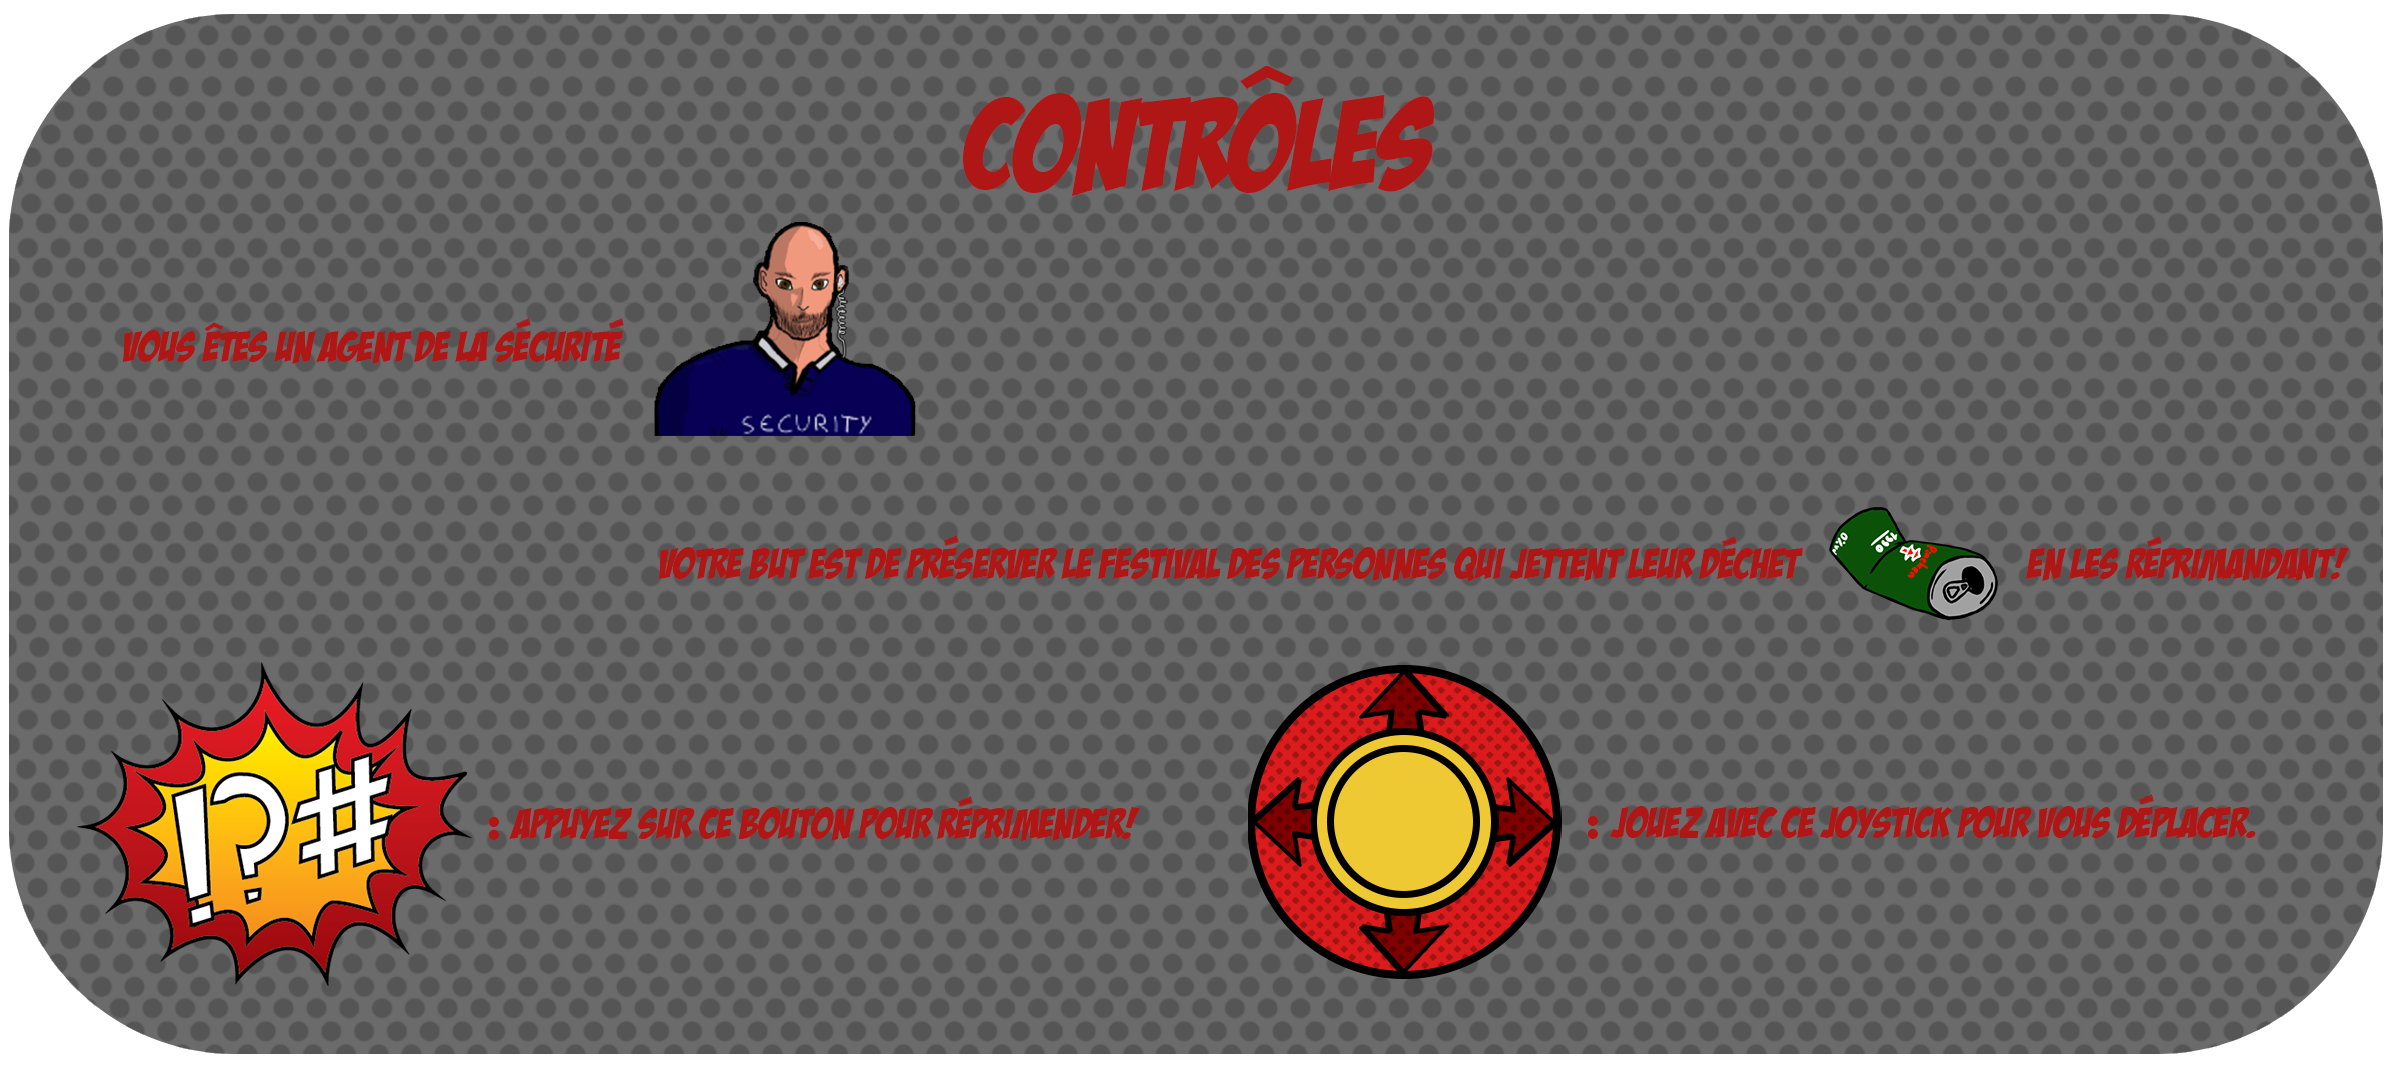 CONTRÔLES
VOUS ÊTES UN AGENT DE LA SÉCURITÉ
SECURITY
VOTRE BUT EST DE PRÉSERVER LE FESTIVAL DES PERSONNES QUI JETTENT LEUR DÉCHET EN LES RÉPRIMANDANT!
1990
!?#
: APPUYEZ SUR CE BOUTON POUR RÉPRIMENDER!
: JOUEZ AVEC CE JOYSTICK POUR VOUS DÉPLACER.